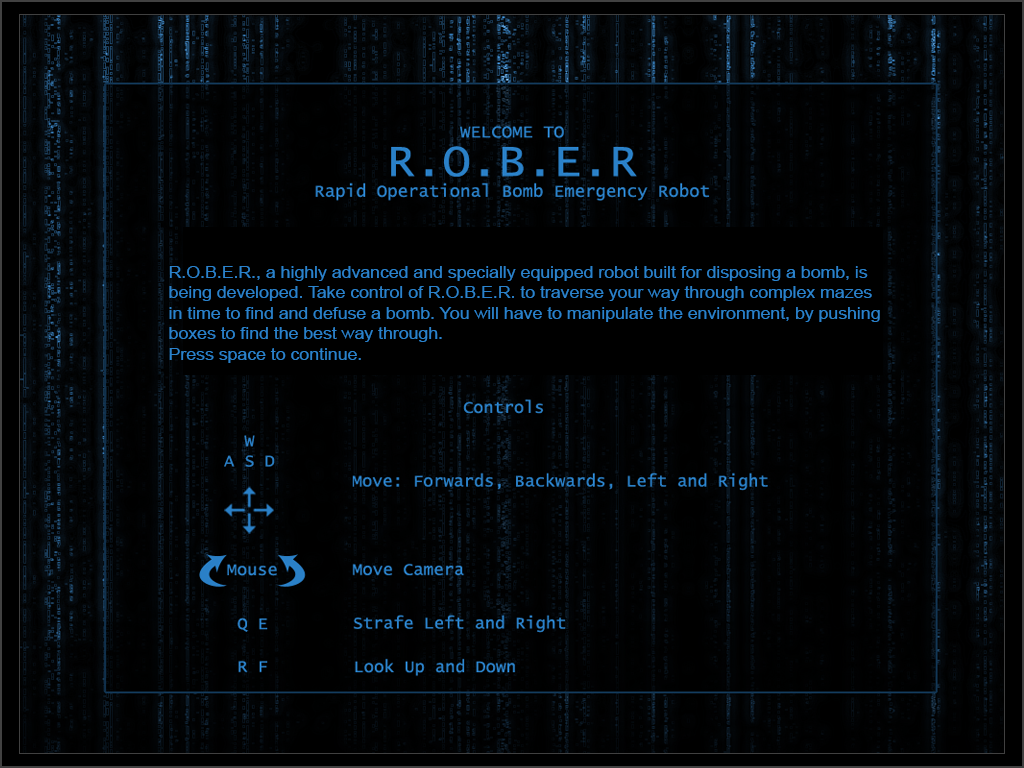 WELCOME TO
R.O.B.E.R
Rapid Operational Bomb Emergency Robot
R.O.B.E.R., a highly advanced and specially equipped robot built for disposing a bomb, is
being developed. Take control of R.O.B.E.R. to traverse your way through complex mazes
in time to find and defuse a bomb. You will have to manipulate the environment, by pushing
boxes to find the best way through.
Press space to continue.
Controls
W
A S D
Move: Forwards, Backwards, Left and Right
Mouse Move Camera
Q E Strafe Left and Right
R F Look Up and Down